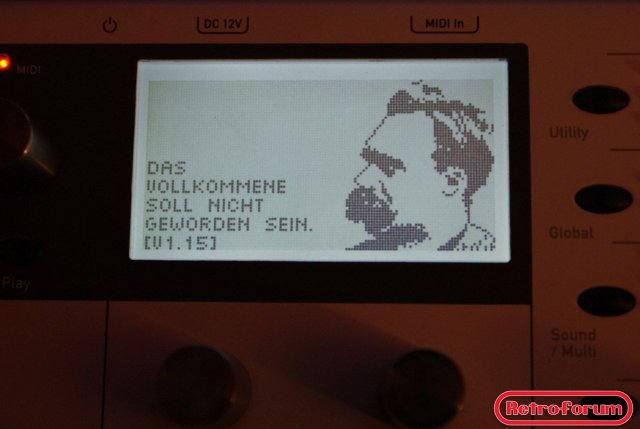 DC 12V
MIDI In
MIDI
DAS
VOLLKOMMENE
SOLL NICHT
GEWORDEN SEIN.
[V1.15]
Utility
Global
Play
Sound
/ Multi
RetroForum